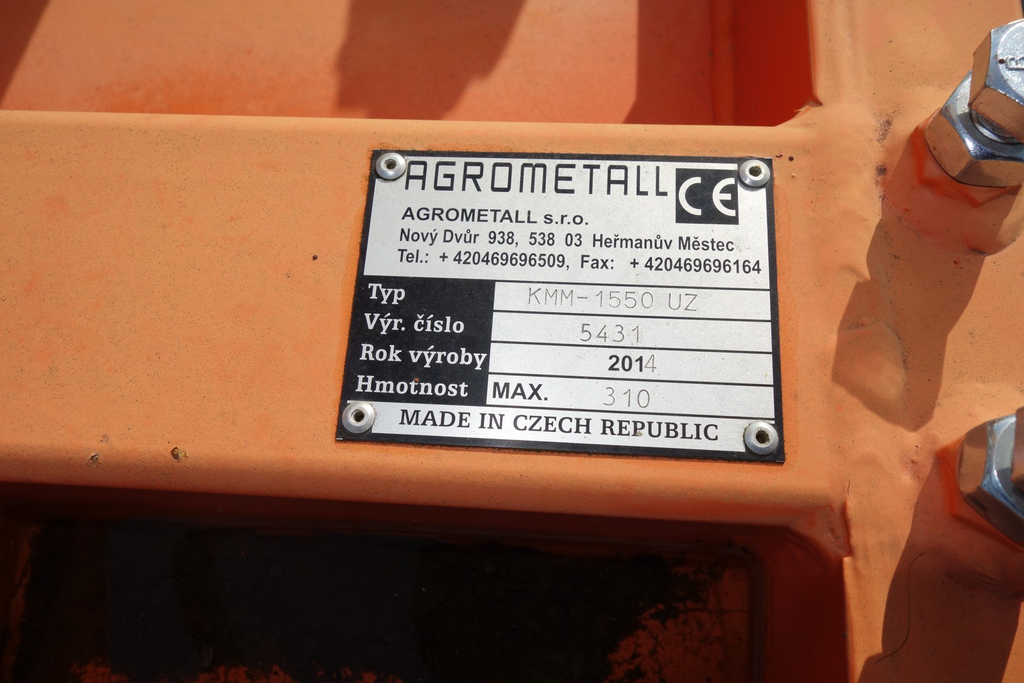 AGROMETALL CE
AGROMETALL s.r.o.
Nový Dvůr 938, 538 03 Heřmanův Městec
Tel.: + 420469696509, Fax: + 420469696164
Typ KMM-1550 UZ
Výr. číslo 5431
Rok výroby 2014
Hmotnost MAX. 310
MADE IN CZECH REPUBLIC